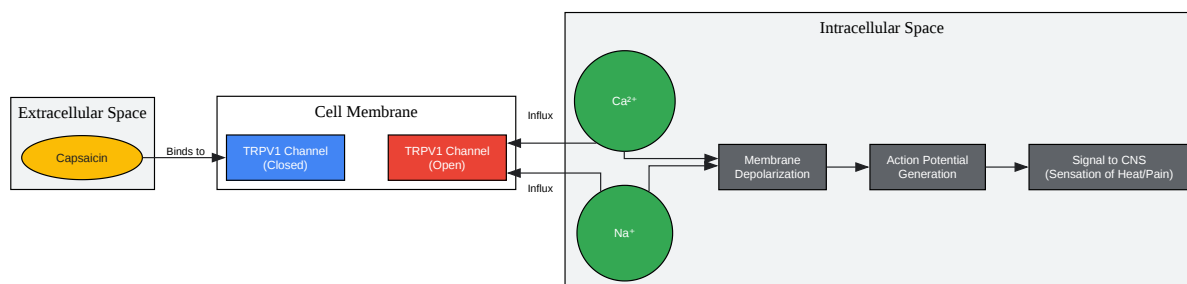 Extracellular Space
Capsaicin
Binds to
Cell Membrane
TRPV1 Channel
(Closed)
TRPV1 Channel
(Open)
Influx
Influx
Intracellular Space
Ca²⁺
Na⁺
Membrane
Depolarization
Action Potential
Generation
Signal to CNS
(Sensation of Heat/Pain)